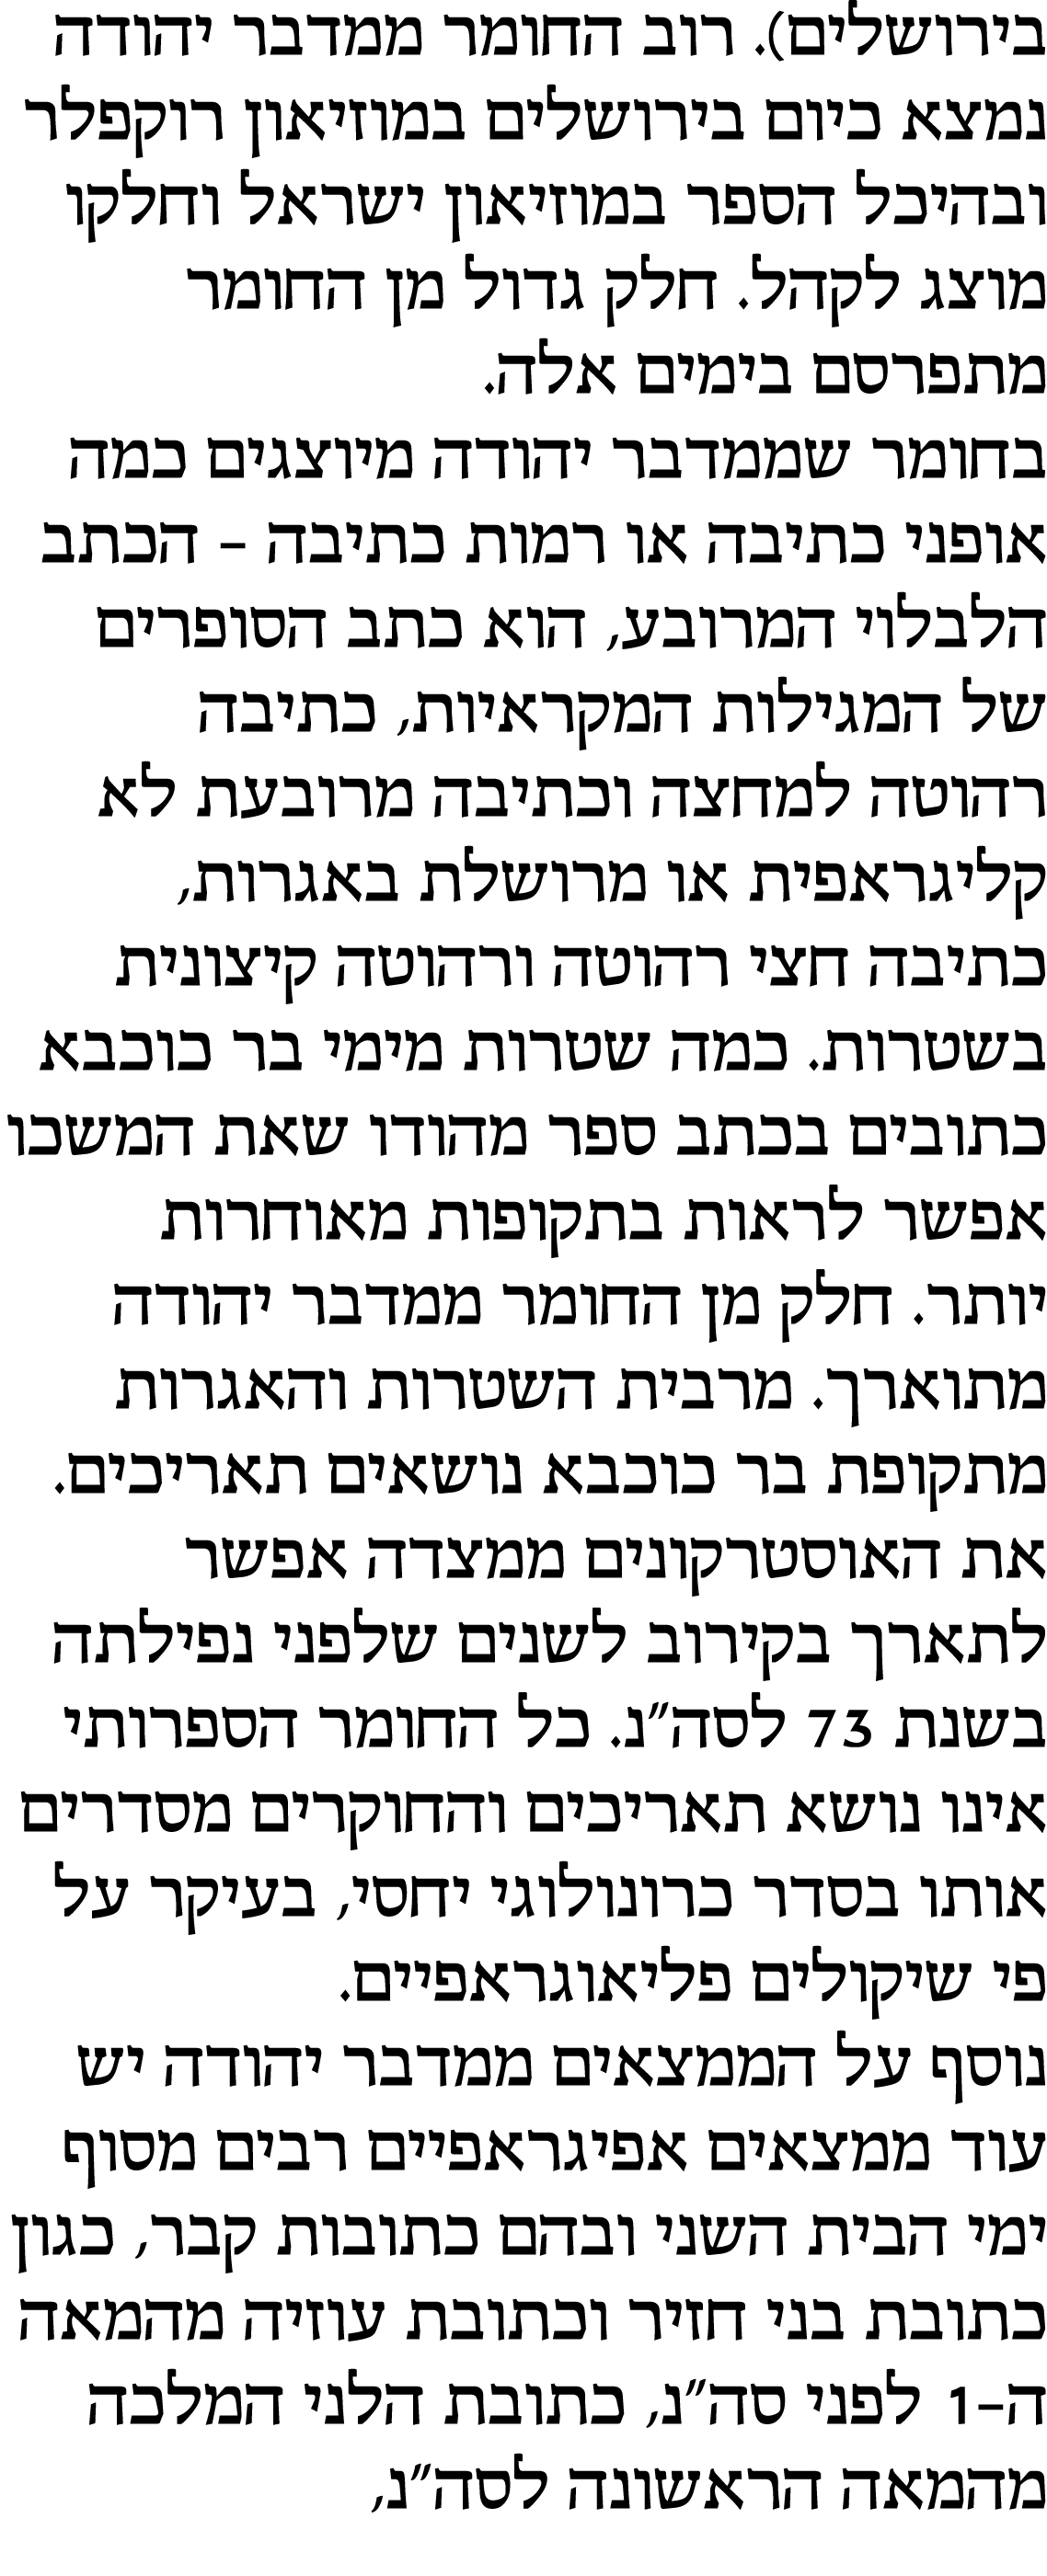 בירושלים). רוב החומר ממדבר יהודה
נמצא כיום בירושלים במוזיאון רוקפלר
ובהיכל הספר במוזיאון ישראל וחלקו
מוצג לקהל. חלק גדול מן החומר
מתפרסם בימים אלה.
בחומר שממדבר יהודה מיוצגים כמה
אופני כתיבה או רמות כתיבה – הכתב
הלבלוי המרובע, הוא כתב הסופרים
של המגילות המקראיות, כתיבה
רהוטה למחצה וכתיבה מרובעת לא
קליגראפית או מרושלת באגרות,
כתיבה חצי רהוטה ורהוטה קיצונית
בשטרות. כמה שטרות מימי בר כוכבא
כתובים בכתב ספר מהודו שאת המשכו
אפשר לראות בתקופות מאוחרות
יותר. חלק מן החומר ממדבר יהודה
מתוארך. מרבית השטרות והאגרות
מתקופת בר כוכבא נושאים תאריכים.
את האוסטרקונים ממצדה אפשר
לתארך בקירוב לשנים שלפני נפילתה
בשנת 73 לסה״נ. כל החומר הספרותי
אינו נושא תאריכים והחוקרים מסדרים
אותו בסדר כרונולוגי יחסי, בעיקר על
פי שיקולים פליאוגראפיים.
נוסף על הממצאים ממדבר יהודה יש
עוד ממצאים אפיגראפיים רבים מסוף
ימי הבית השני ובהם כתובות קבר, כגון
כתובת בני חזיר וכתובת עוזיה מהמאה
ה–1 לפני סה״נ, כתובת הלני המלכה
מהמאה הראשונה לסה״נ,